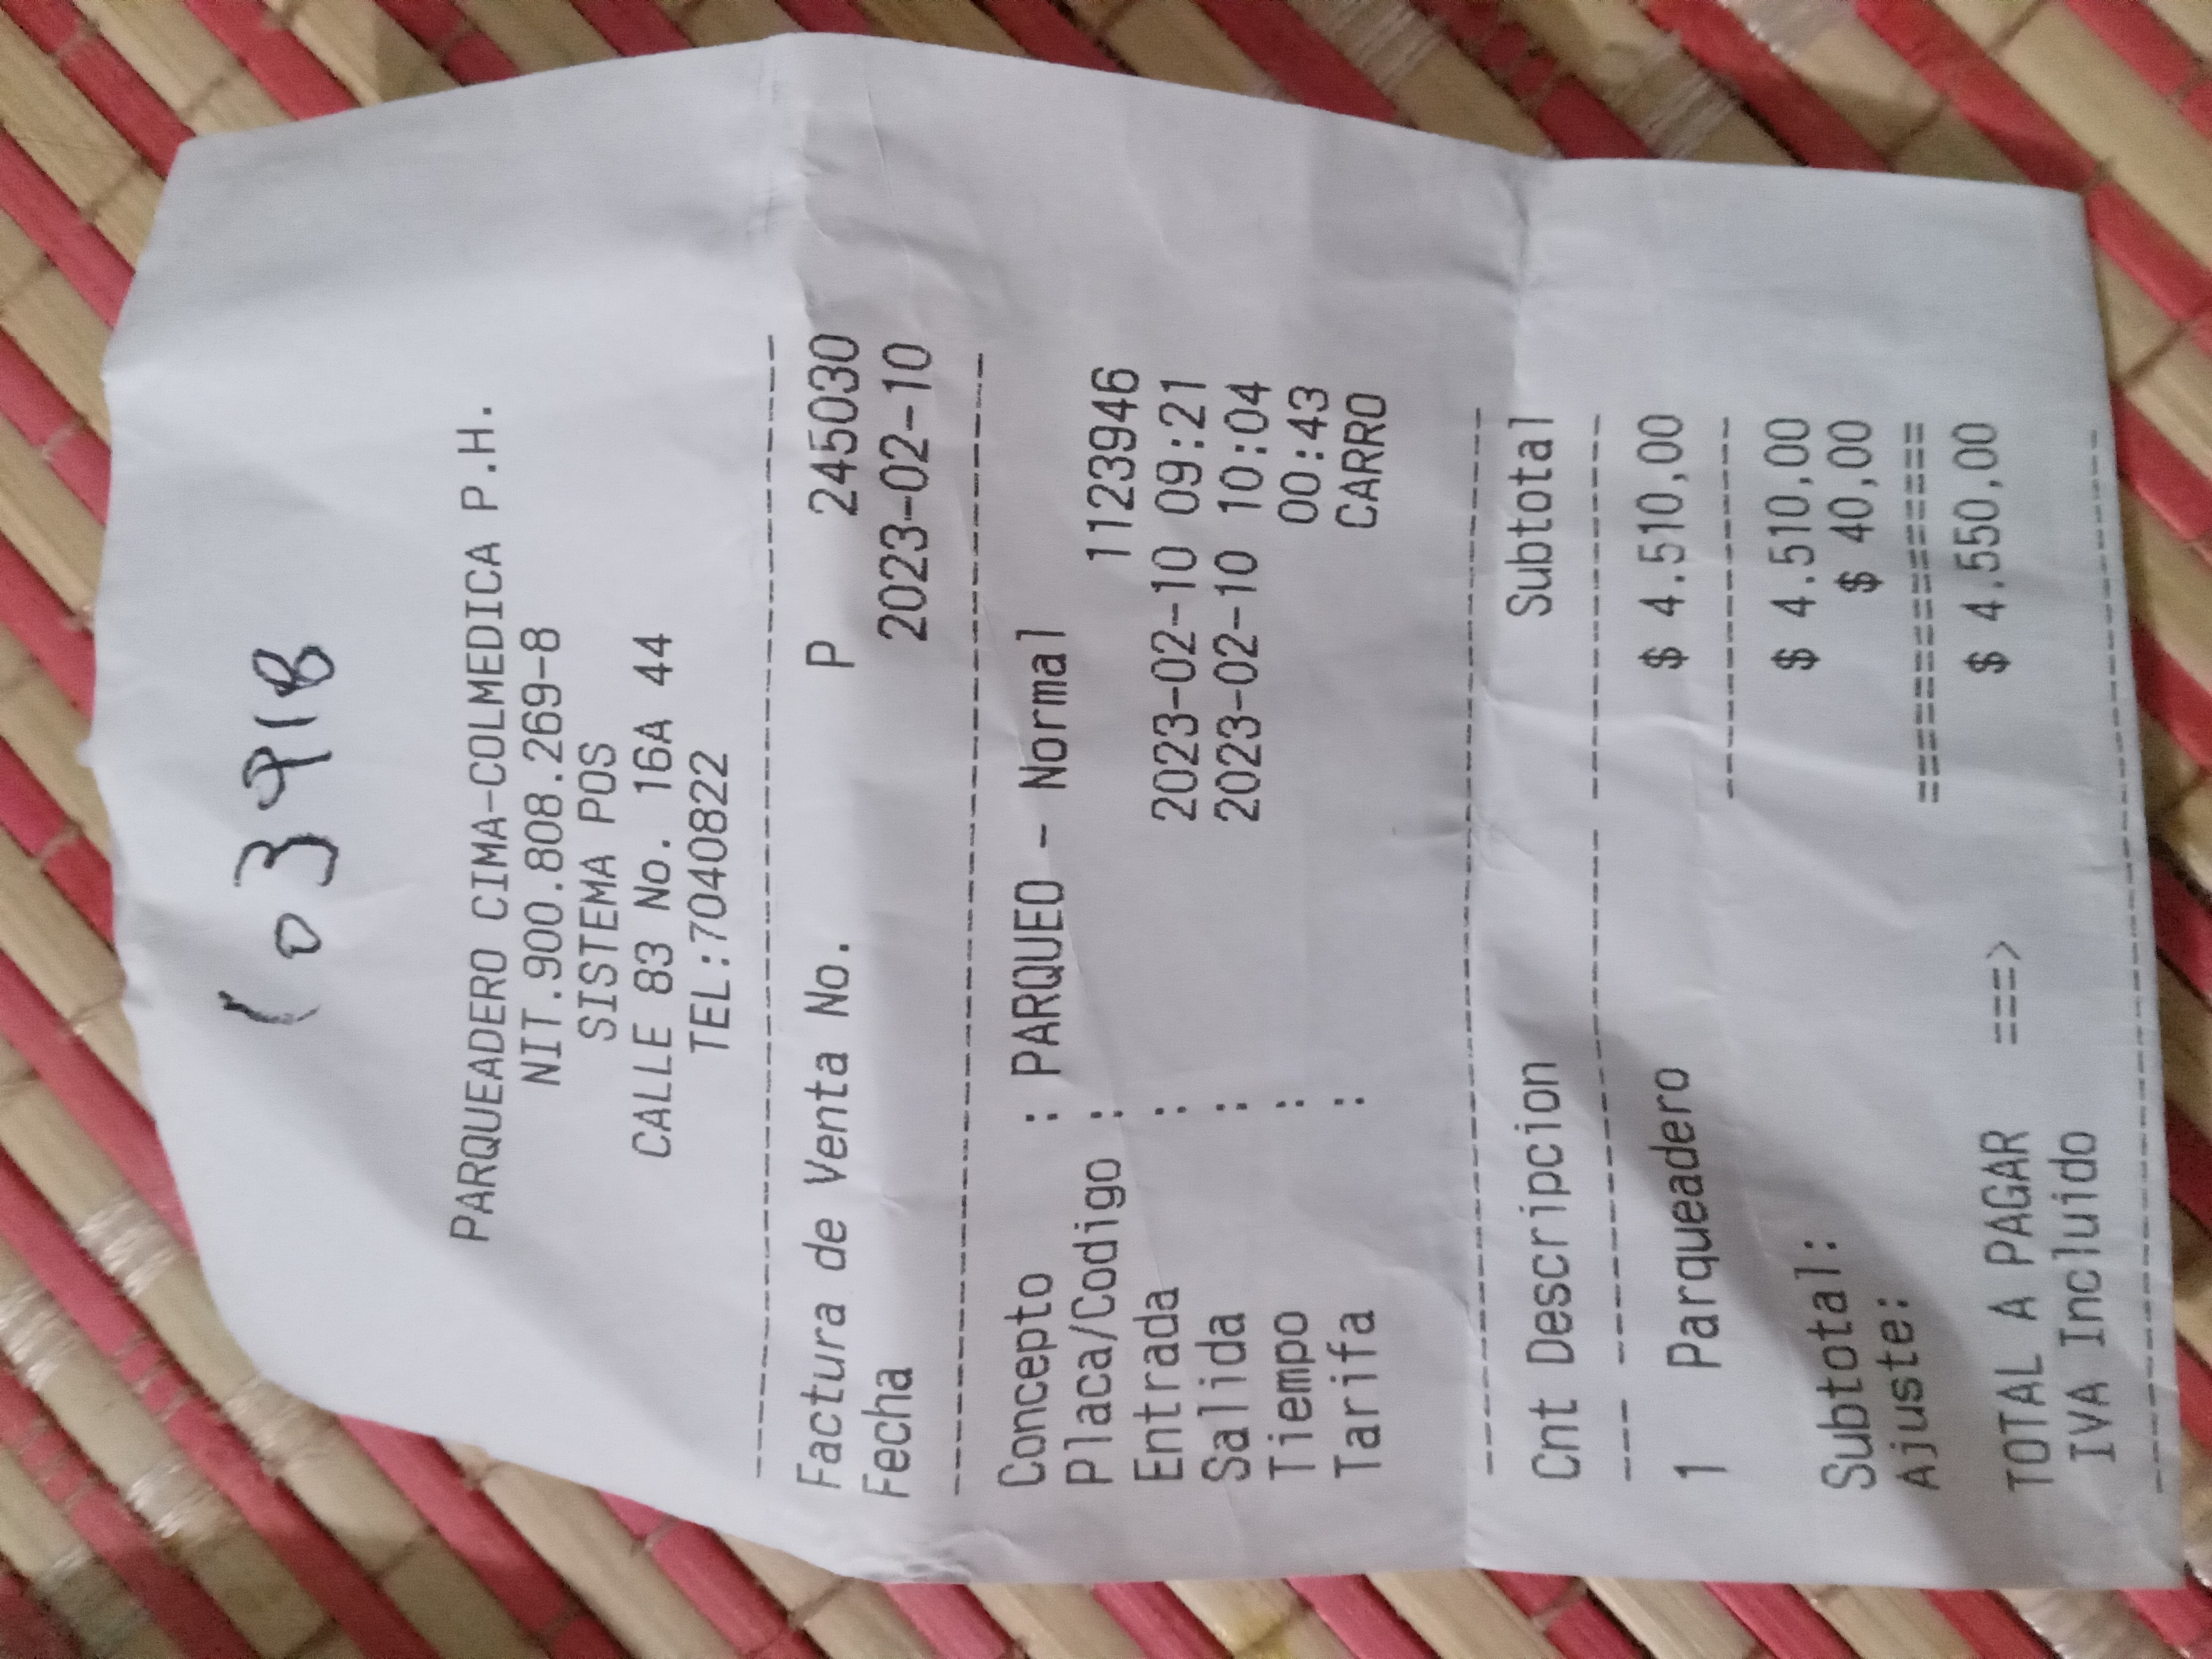 PARQUEADERO CIMA-COLMEDICA P.H.
NIT.900.808.269-8
SISTEMA POS
CALLE 83 No. 16A 44
TEL:7040822
Factura de Venta No. P 245030
Fecha 2023-02-10
Concepto : PARQUEO - Normal
Placa/Codigo : 1123946
Entrada : 2023-02-10 09:21
Salida : 2023-02-10 10:04
Tiempo : 00:43
Tarifa : CARRO
Cnt Descripcion Subtotal
1 Parqueadero $ 4.510,00
Subtotal: $ 4.510,00
Ajuste: $ 40,00
TOTAL A PAGAR ===> $ 4.550,00
IVA Incluido